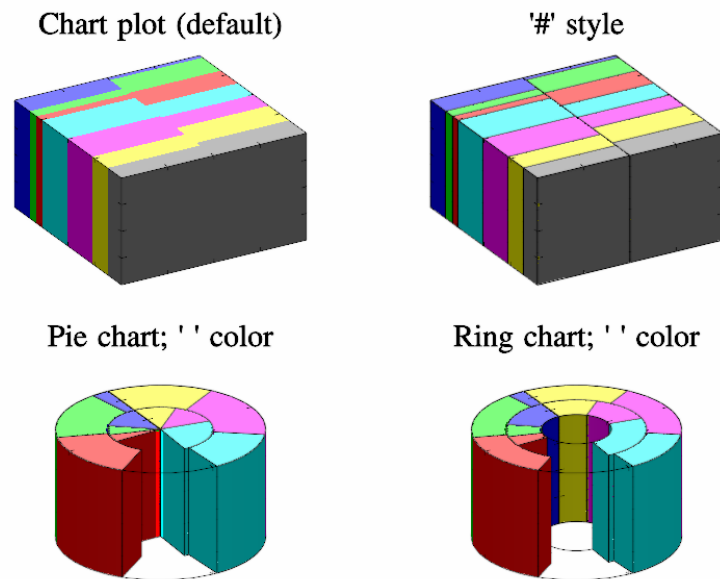 Chart plot (default)
'#' style
Pie chart; ' ' color
Ring chart; ' ' color